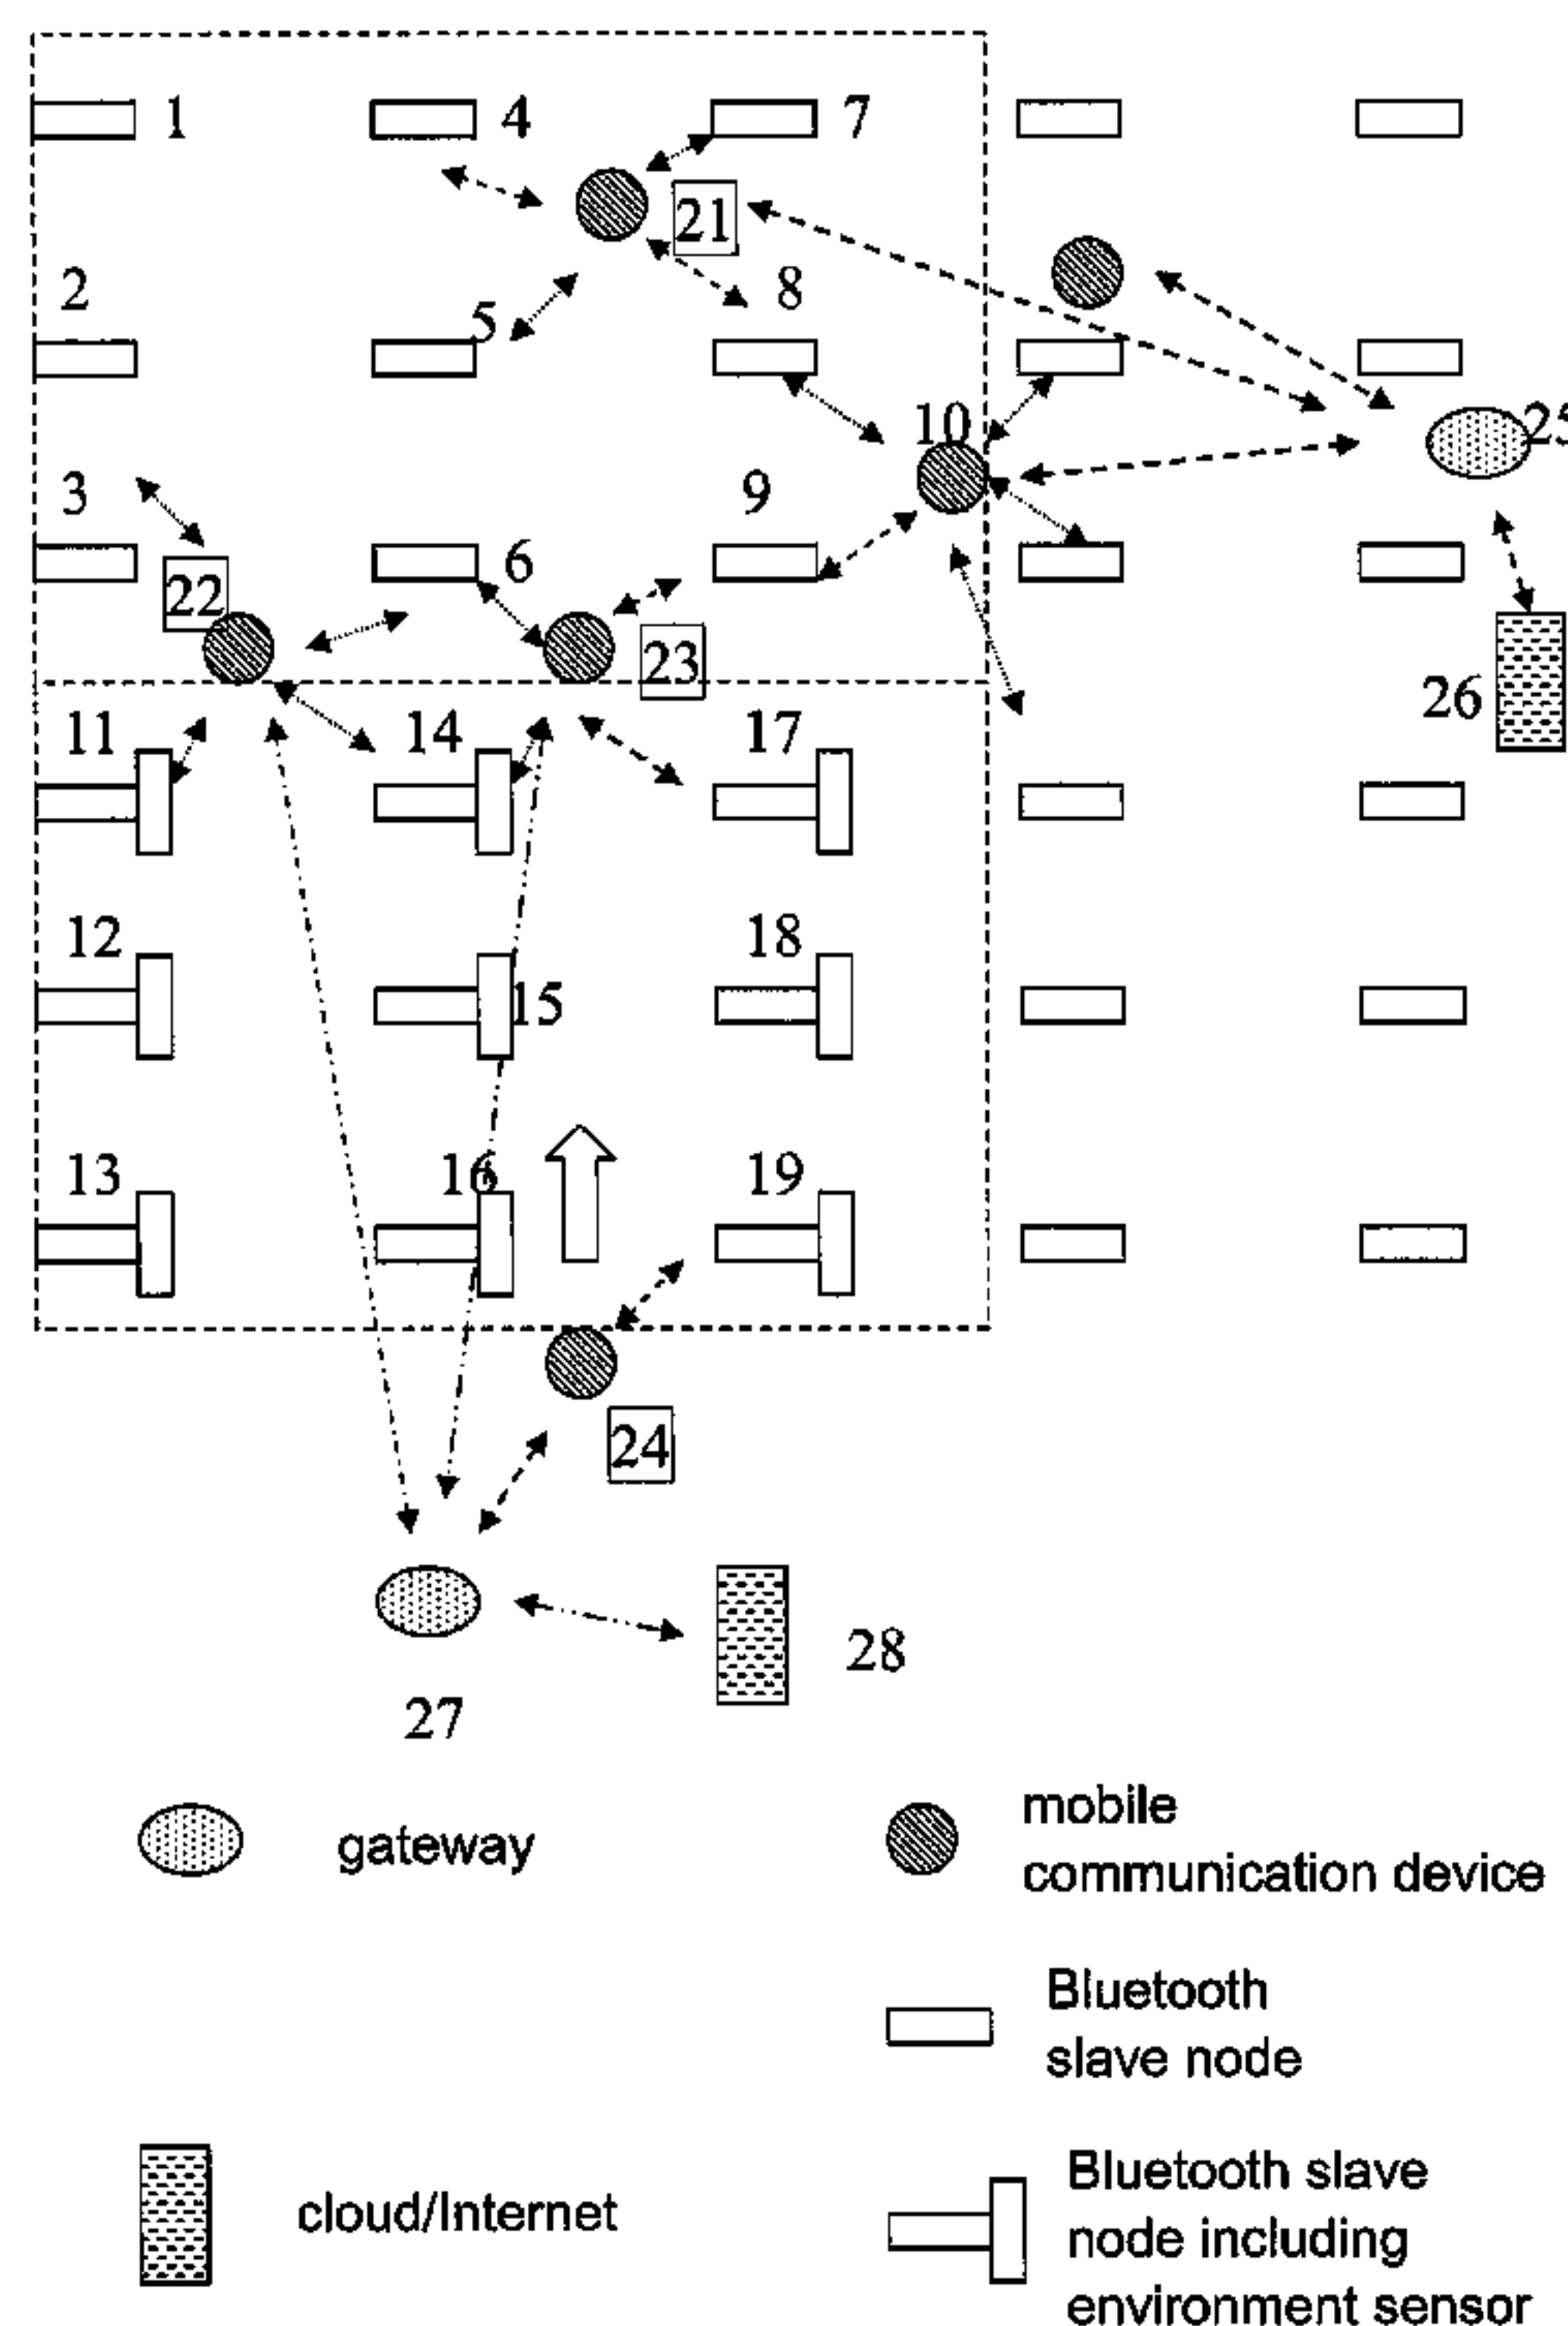 1 4 7
21
2 5 8
10 25
3 6 9
22 23
26
11 14 17
12 15 18
13 16 19
24
28
27
gateway
mobile
communication device
Bluetooth
slave node
cloud/Internet
Bluetooth slave
node including
environment sensor